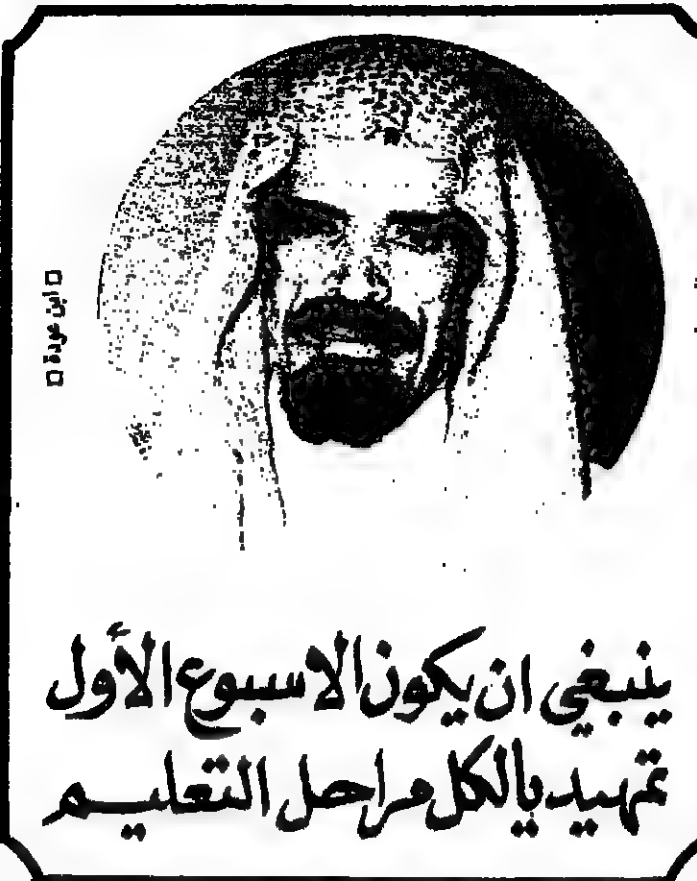 □ ابن عودة □
ينبغي ان يكون الاسبوع الأول
تمهيديا لكل مراحل التعليم